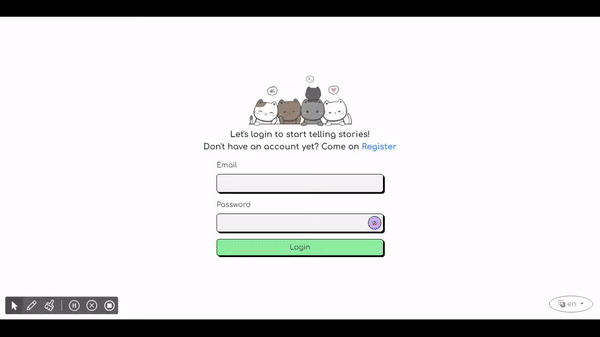 Let's login to start telling stories!
Don't have an account yet? Come on Register
Email
Password
Login
en